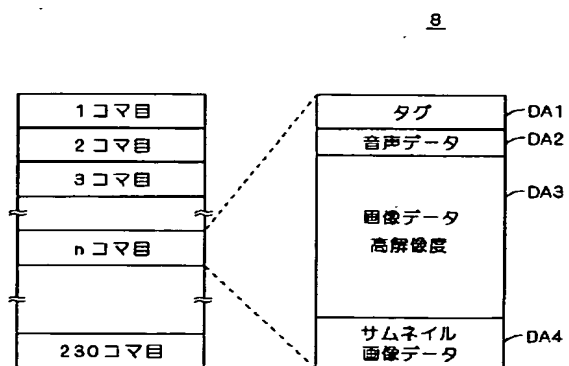 8
1コマ目
2コマ目
3コマ目
nコマ目
230コマ目
タグ
DA1
音声データ
DA2
画像データ
高解像度
DA3
サムネイル
画像データ
DA4